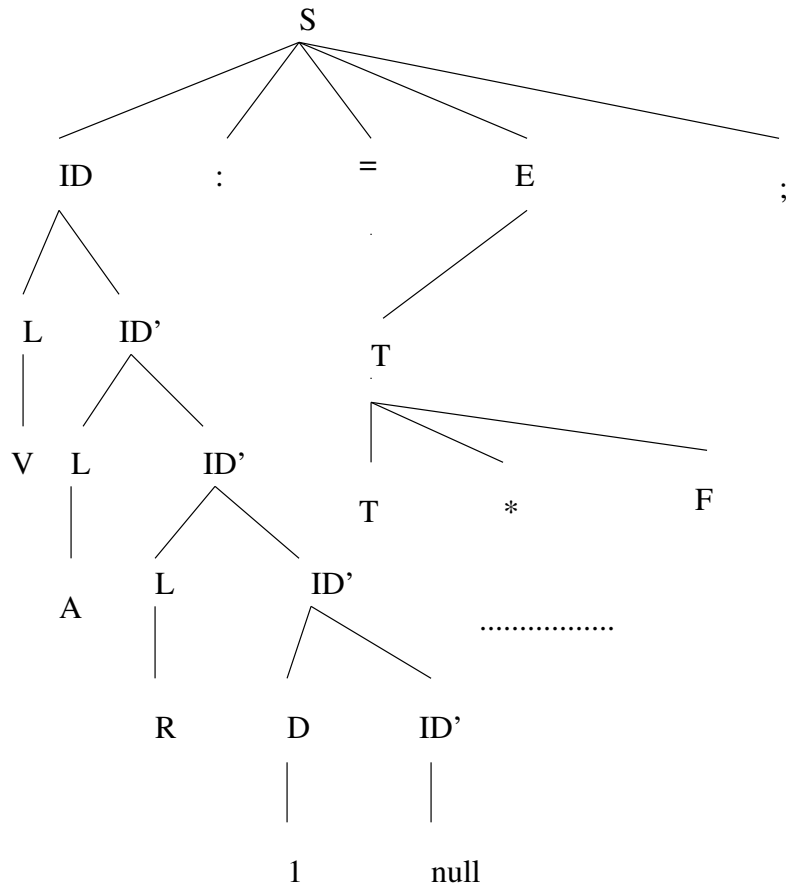 S
ID : = E ;
L ID’
T
V L ID’
T * F
A L ID’
................
R D ID’
1 null